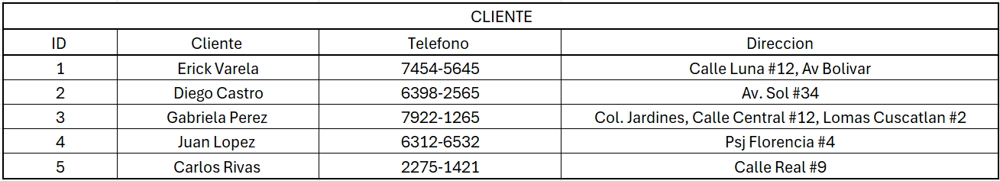 CLIENTE
ID Cliente Telefono Direccion
1 Erick Varela 7454-5645 Calle Luna #12, Av Bolivar
2 Diego Castro 6398-2565 Av. Sol #34
3 Gabriela Perez 7922-1265 Col. Jardines, Calle Central #12, Lomas Cuscatlan #2
4 Juan Lopez 6312-6532 Psj Florencia #4
5 Carlos Rivas 2275-1421 Calle Real #9